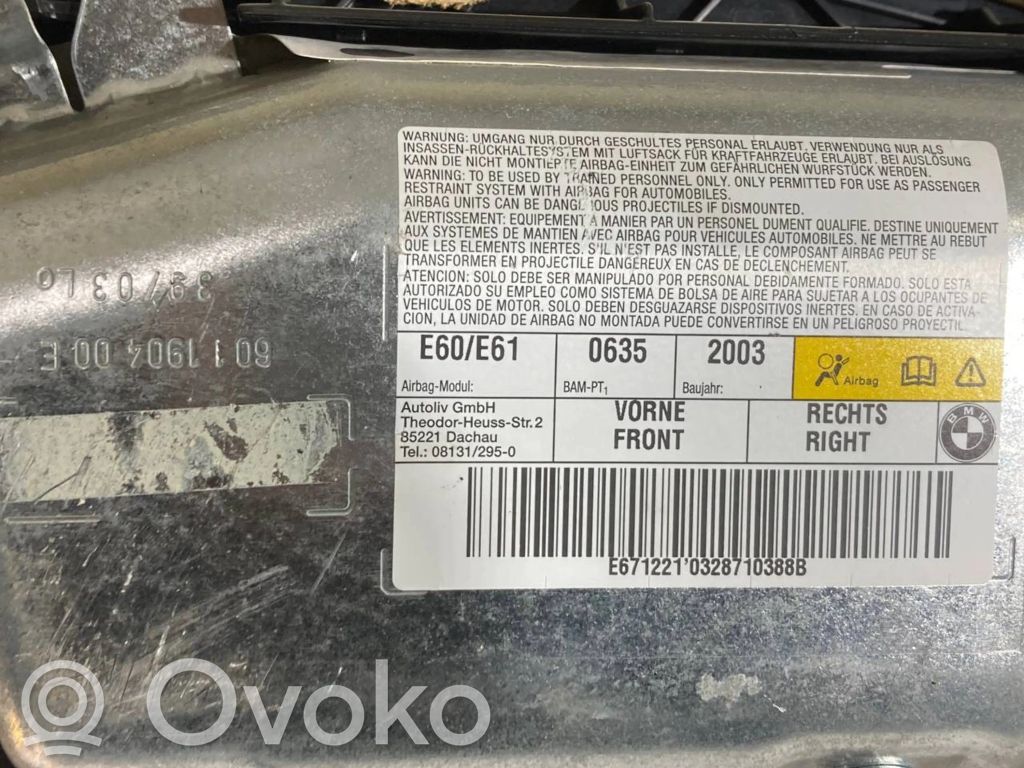 WARNUNG: UMGANG NUR DURCH GESCHULTES PERSONAL ERLAUBT. VERWENDUNG NUR ALS
INSASSEN-RÜCKHALTESYSTEM MIT LUFTSACK FÜR KRAFTFAHRZEUGE ERLAUBT. BEI AUSLÖSUNG
KANN DIE NICHT MONTIEPTE AIRBAG-EINHEIT ZUM GEFÄHRLICHEN WURFSTÜCK WERDEN.
WARNING: TO BE USED BY TRAINED PERSONNEL ONLY. ONLY PERMITTED FOR USE AS PASSENGER
RESTRAINT SYSTEM WITH AIRBAG FOR AUTOMOBILES.
AIRBAG UNITS CAN BE DANGEROUS PROJECTILES IF DISMOUNTED.
AVERTISSEMENT: EQUIPEMENT A MANIER PAR UN PERSONEL DUMENT QUALIFIE. DESTINE UNIQUEMENT
AUX SYSTEMES DE MANTIEN AVEC AIRBAG POUR VEHICULES AUTOMOBILES. NE METTRE AU REBUT
QUE LES ELEMENTS INERTES. S'IL N'EST PAS INSTALLE, LE COMPOSANT AIRBAG PEUT SE
TRANSFORMER EN PROJECTILE DANGÉREUX EN CAS DE DECLENCHEMENT.
ATENCION: SOLO DEBE SER MANIPULADO POR PERSONAL DEBIDAMENTE FORMADO. SOLO ESTA
AUTORIZADO SU EMPLEO COMO SISTEMA DE BOLSA DE AIRE PARA SUJETAR A LOS OCUPANTES DE
VEHICULOS DE MOTOR. SOLO DEBEN DESGUAZARSE DISPOSITIVOS INERTES. EN CASO DE ACTIVA-
CION, LA UNIDAD DE AIRBAG NO MONTADA PUEDE CONVERTIRSE EN UN PELIGROSO PROYECTIL.
E60/E61 0635 2003
Airbag-Modul: BAM-PT1 Baujahr: Airbag
Autoliv GmbH
Theodor-Heuss-Str.2
85221 Dachau
Tel.: 08131/295-0
VORNE
FRONT
RECHTS
RIGHT
BMW
E671221'0328710388B
39/03 L6
601 1904 00 E
Ovoko